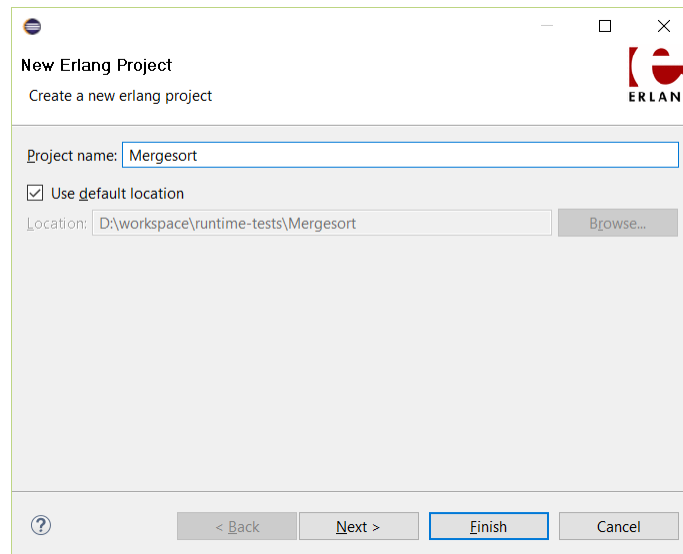 New Erlang Project
Create a new erlang project
ERLAN
Project name: Mergesort
Use default location
Location: D:\workspace\runtime-tests\Mergesort Browse...
? < Back Next > Finish Cancel